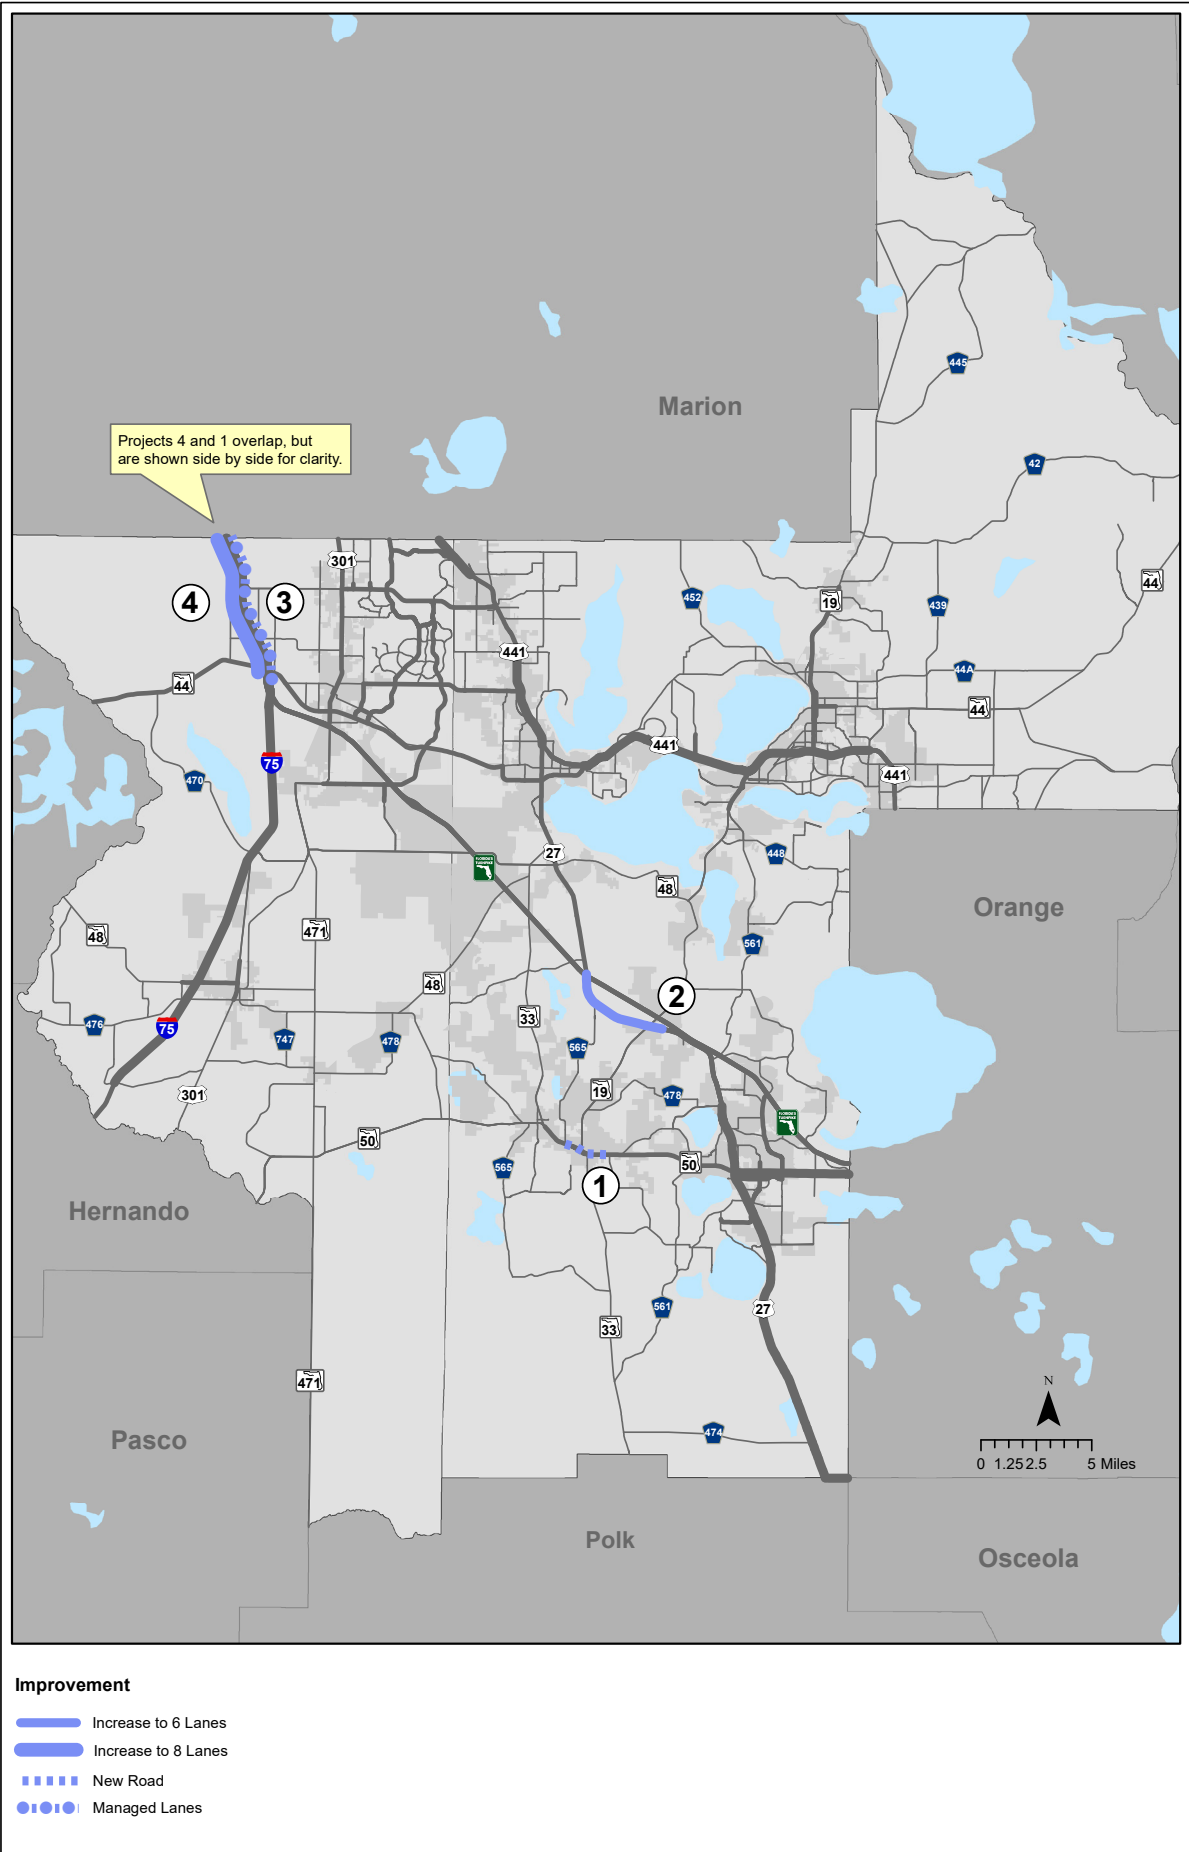 Marion
445
42
Projects 4 and 1 overlap, but
are shown side by side for clarity.
301
44
4
3
452
19
439
441
44A
44
44
441
75
470
441
27
448
FLORIDA'S
TURNPIKE
48
Orange
471
48
561
48
2
33
476
75
747
478
565
19
478
301
FLORIDA'S
TURNPIKE
50
50
565
1
Hernando
561
27
33
471
N
474
Pasco
0 1.25 2.5 5 Miles
Polk
Osceola
Improvement
Increase to 6 Lanes
Increase to 8 Lanes
New Road
Managed Lanes